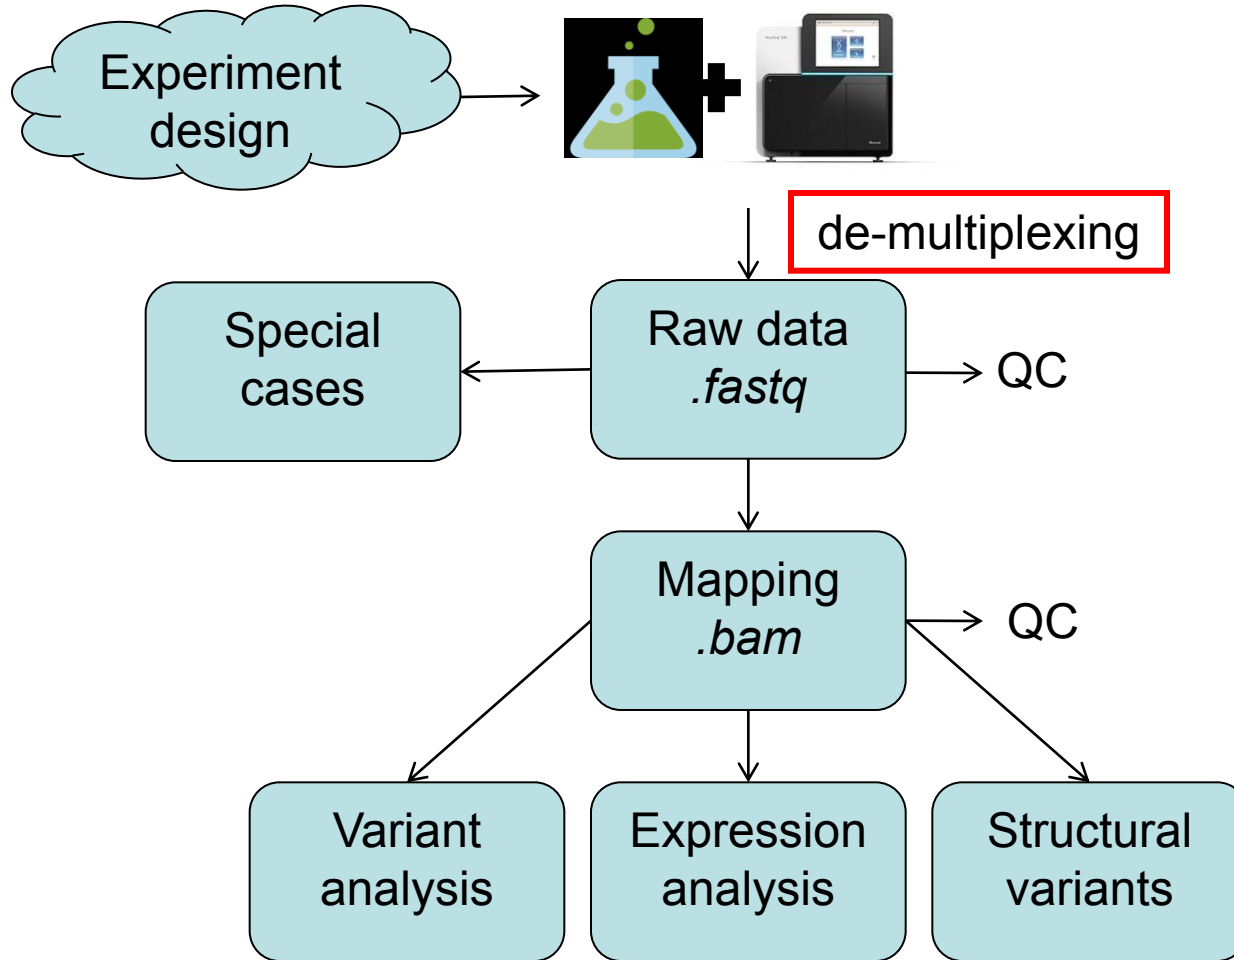 Experiment
design
de-multiplexing
Special
cases
Raw data
.fastq
QC
Mapping
.bam
QC
Variant
analysis
Expression
analysis
Structural
variants